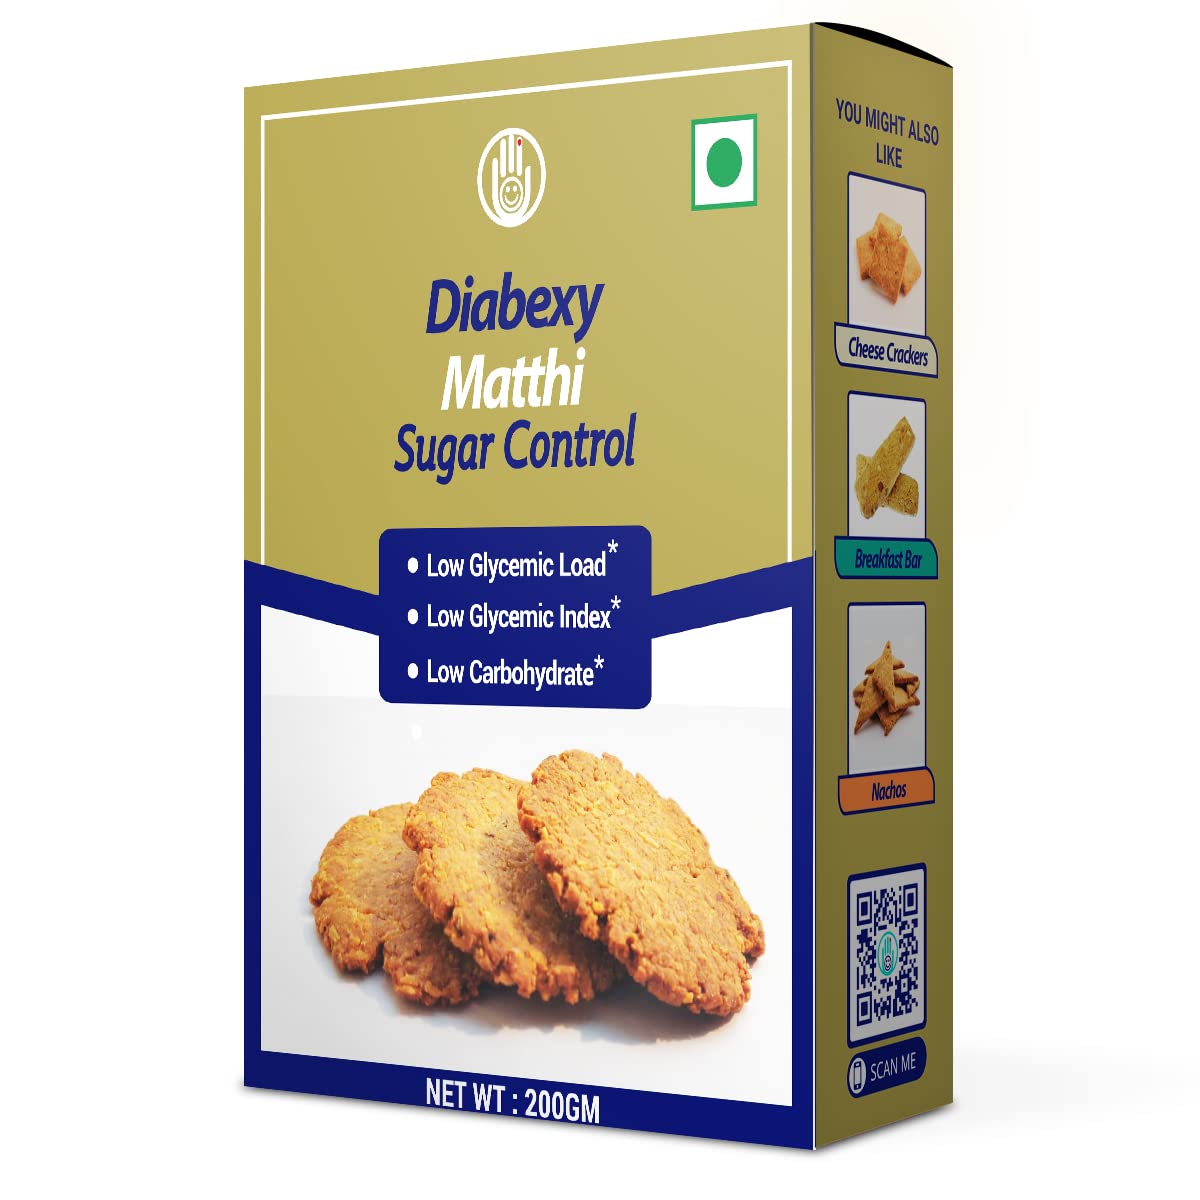 Diabexy
Matthi
Sugar Control
• Low Glycemic Load*
• Low Glycemic Index*
• Low Carbohydrate*
NET WT : 200GM
YOU MIGHT ALSO
LIKE
Cheese Crackers
Breakfast Bar
Nachos
SCAN ME